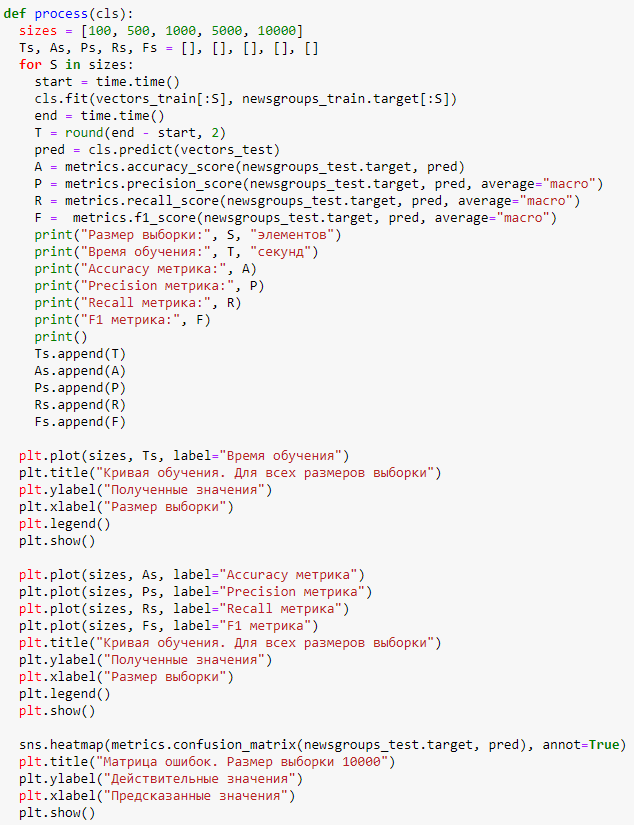 def process(cls):
  sizes = [100, 500, 1000, 5000, 10000]
  Ts, As, Ps, Rs, Fs = [], [], [], [], []
  for S in sizes:
    start = time.time()
    cls.fit(vectors_train[:S], newsgroups_train.target[:S])
    end = time.time()
    T = round(end - start, 2)
    pred = cls.predict(vectors_test)
    A = metrics.accuracy_score(newsgroups_test.target, pred)
    P = metrics.precision_score(newsgroups_test.target, pred, average="macro")
    R = metrics.recall_score(newsgroups_test.target, pred, average="macro")
    F =  metrics.f1_score(newsgroups_test.target, pred, average="macro")
    print("Размер выборки:", S, "элементов")
    print("Время обучения:", T, "секунд")
    print("Accuracy метрика:", A)
    print("Precision метрика:", P)
    print("Recall метрика:", R)
    print("F1 метрика:", F)
    print()
    Ts.append(T)
    As.append(A)
    Ps.append(P)
    Rs.append(R)
    Fs.append(F)

  plt.plot(sizes, Ts, label="Время обучения")
  plt.title("Кривая обучения. Для всех размеров выборки")
  plt.ylabel("Полученные значения")
  plt.xlabel("Размер выборки")
  plt.legend()
  plt.show()

  plt.plot(sizes, As, label="Accuracy метрика")
  plt.plot(sizes, Ps, label="Precision метрика")
  plt.plot(sizes, Rs, label="Recall метрика")
  plt.plot(sizes, Fs, label="F1 метрика")
  plt.title("Кривая обучения. Для всех размеров выборки")
  plt.ylabel("Полученные значения")
  plt.xlabel("Размер выборки")
  plt.legend()
  plt.show()

  sns.heatmap(metrics.confusion_matrix(newsgroups_test.target, pred), annot=True)
  plt.title("Матрица ошибок. Размер выборки 10000")
  plt.ylabel("Действительные значения")
  plt.xlabel("Предсказанные значения")
  plt.show()